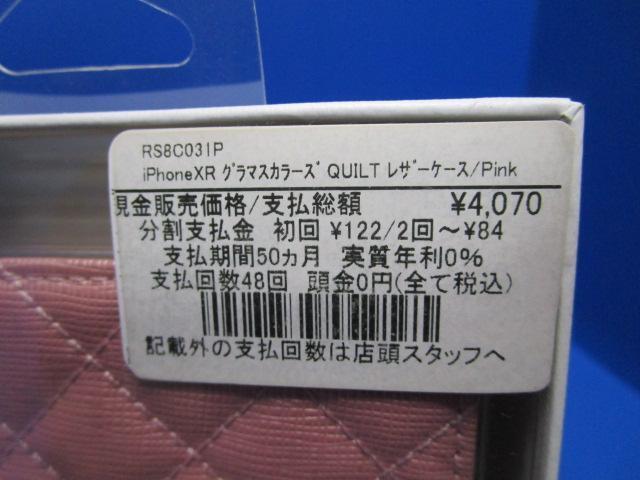 RS8C03IP
iPhoneXR ｸﾞﾗﾏｽｶﾗｰｽﾞ QUILT ﾚｻﾞｰｹｰｽ/Pink
現金販売価格/支払総額 ¥4,070
分割支払金 初回 ¥122/2回～¥84
支払期間50ヵ月 実質年利0%
支払回数48回 頭金0円(全て税込)
記載外の支払回数は店頭スタッフへ